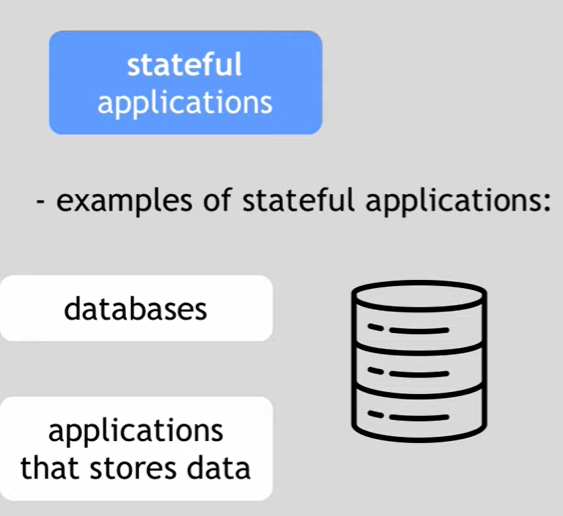 stateful
applications
- examples of stateful applications:
databases
applications
that stores data